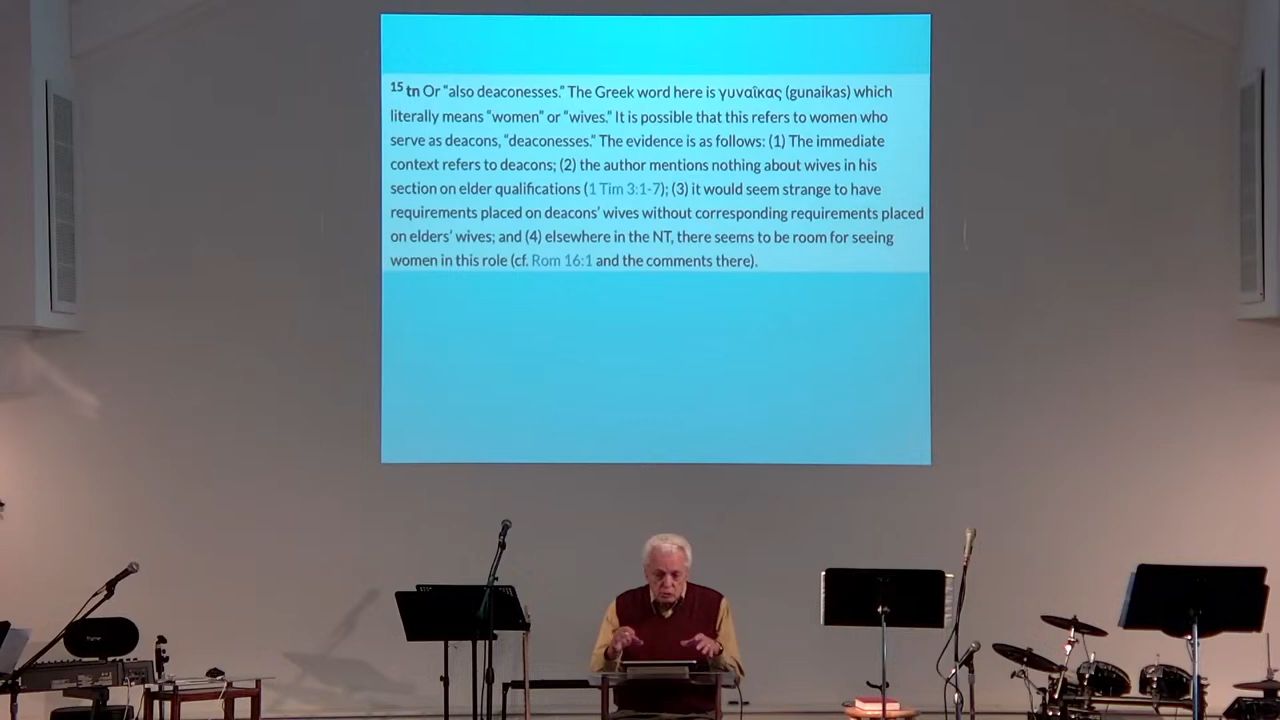 15 tn Or “also deaconesses.” The Greek word here is γυναῖκας (gunaikas) which
literally means “women” or “wives.” It is possible that this refers to women who
serve as deacons, “deaconesses.” The evidence is as follows: (1) The immediate
context refers to deacons; (2) the author mentions nothing about wives in his
section on elder qualifications (1 Tim 3:1-7); (3) it would seem strange to have
requirements placed on deacons’ wives without corresponding requirements placed
on elders’ wives; and (4) elsewhere in the NT, there seems to be room for seeing
women in this role (cf. Rom 16:1 and the comments there).